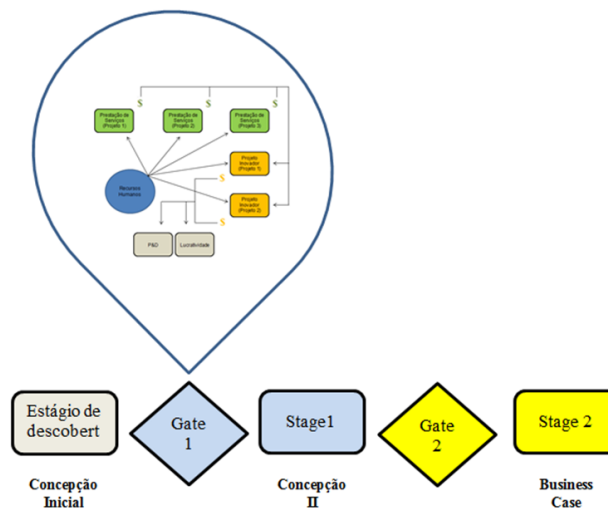 $ $ $
Prestação de Serviços (Projeto 1)
Prestação de Serviços (Projeto 2)
Prestação de Serviços (Projeto 3)
Projeto Inovador (Projeto 1)
Recursos Humanos
$
Projeto Inovador (Projeto 2)
$
P&D
Lucratividade
Estágio de
descobert
Gate
1
Stage1
Gate
2
Stage 2
Concepção
Inicial
Concepção
II
Business
Case